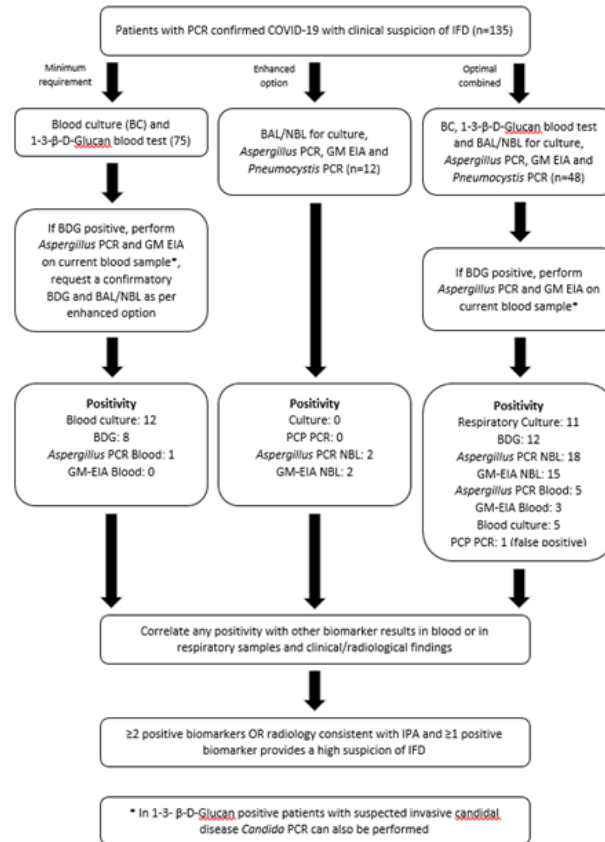 Patients with PCR confirmed COVID-19 with clinical suspicion of IFD (n=135)
Minimum
requirement
Enhanced
option
Optimal
combined
Blood culture (BC) and
1-3-β-D-Glucan blood test (75)
BAL/NBL for culture,
Aspergillus PCR, GM EIA and
Pneumocystis PCR (n=12)
BC, 1-3-β-D-Glucan blood test
and BAL/NBL for culture,
Aspergillus PCR, GM EIA and
Pneumocystis PCR (n=48)
If BDG positive, perform
Aspergillus PCR and GM EIA
on current blood sample*,
request a confirmatory
BDG and BAL/NBL as per
enhanced option
If BDG positive, perform
Aspergillus PCR and GM EIA on
current blood sample*
Positivity
Blood culture: 12
BDG: 8
Aspergillus PCR Blood: 1
GM-EIA Blood: 0
Positivity
Culture: 0
PCP PCR: 0
Aspergillus PCR NBL: 2
GM-EIA NBL: 2
Positivity
Respiratory Culture: 11
BDG: 12
Aspergillus PCR NBL: 18
GM-EIA NBL: 15
Aspergillus PCR Blood: 5
GM-EIA Blood: 3
Blood culture: 5
PCP PCR: 1 (false positive)
Correlate any positivity with other biomarker results in blood or in
respiratory samples and clinical/radiological findings
≥2 positive biomarkers OR radiology consistent with IPA and ≥1 positive
biomarker provides a high suspicion of IFD
* In 1-3- β-D-Glucan positive patients with suspected invasive candidal
disease Candida PCR can also be performed